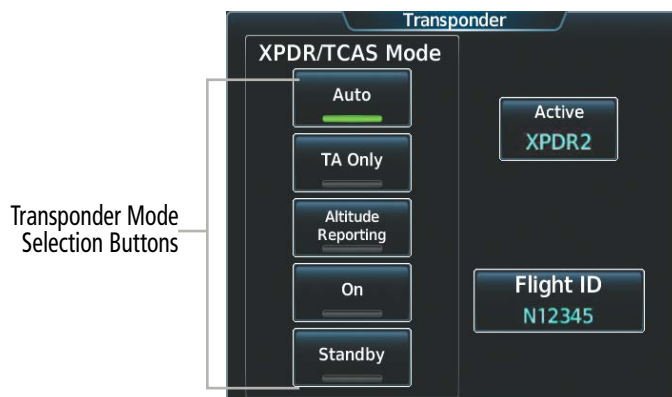 Transponder
XPDR/TCAS Mode
Auto
TA Only
Altitude
Reporting
On
Standby
Active
XPDR2
Flight ID
N12345
Transponder Mode
Selection Buttons